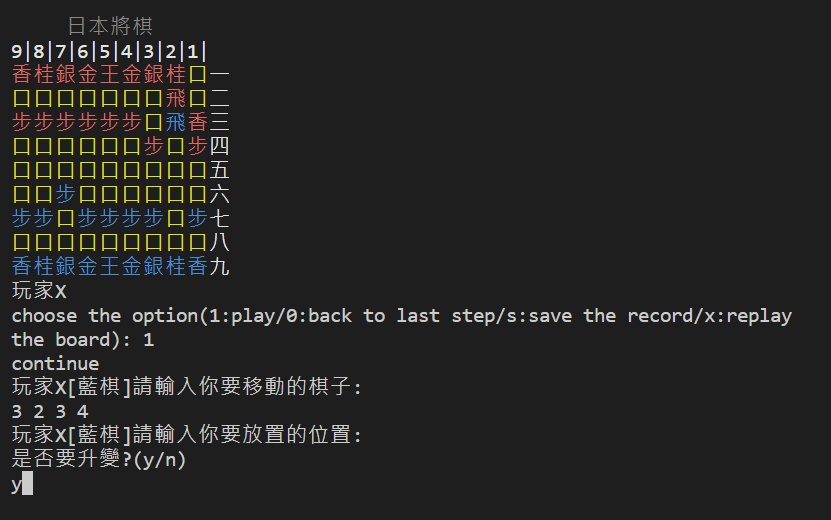 日本將棋
9|8|7|6|5|4|3|2|1|
香桂銀金王金銀桂口一
口口口口口口口飛口二
步步步步步步口飛香三
口口口口口口步口步四
口口口口口口口口口五
口口步口口口口口口六
步步口步步步步口步七
口口口口口口口口口八
香桂銀金王金銀桂香九
玩家X
choose the option(1:play/0:back to last step/s:save the record/x:replay
the board): 1
continue
玩家X[藍棋]請輸入你要移動的棋子:
3 2 3 4
玩家X[藍棋]請輸入你要放置的位置:
是否要升變?(y/n)
y